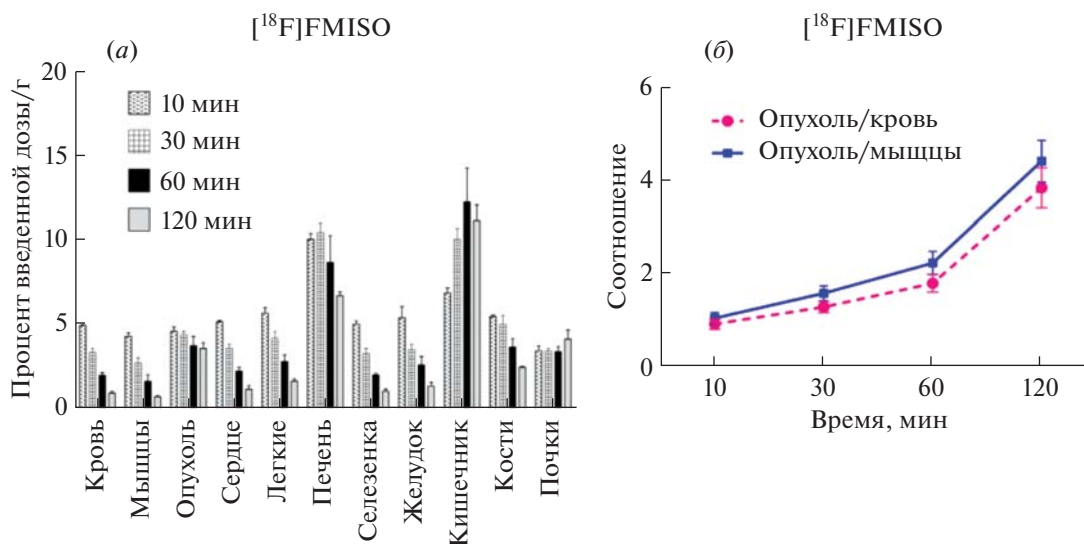 [¹⁸F]FMISO
(а)
Процент введенной дозы/г
20
15
10
5
0
10 мин
30 мин
60 мин
120 мин
Кровь
Мыщцы
Опухоль
Сердце
Легкие
Печень
Селезенка
Желудок
Кишечник
Кости
Почки
[¹⁸F]FMISO
(б)
Соотношение
6
4
2
0
Опухоль/кровь
Опухоль/мыщцы
10 30 60 120
Время, мин